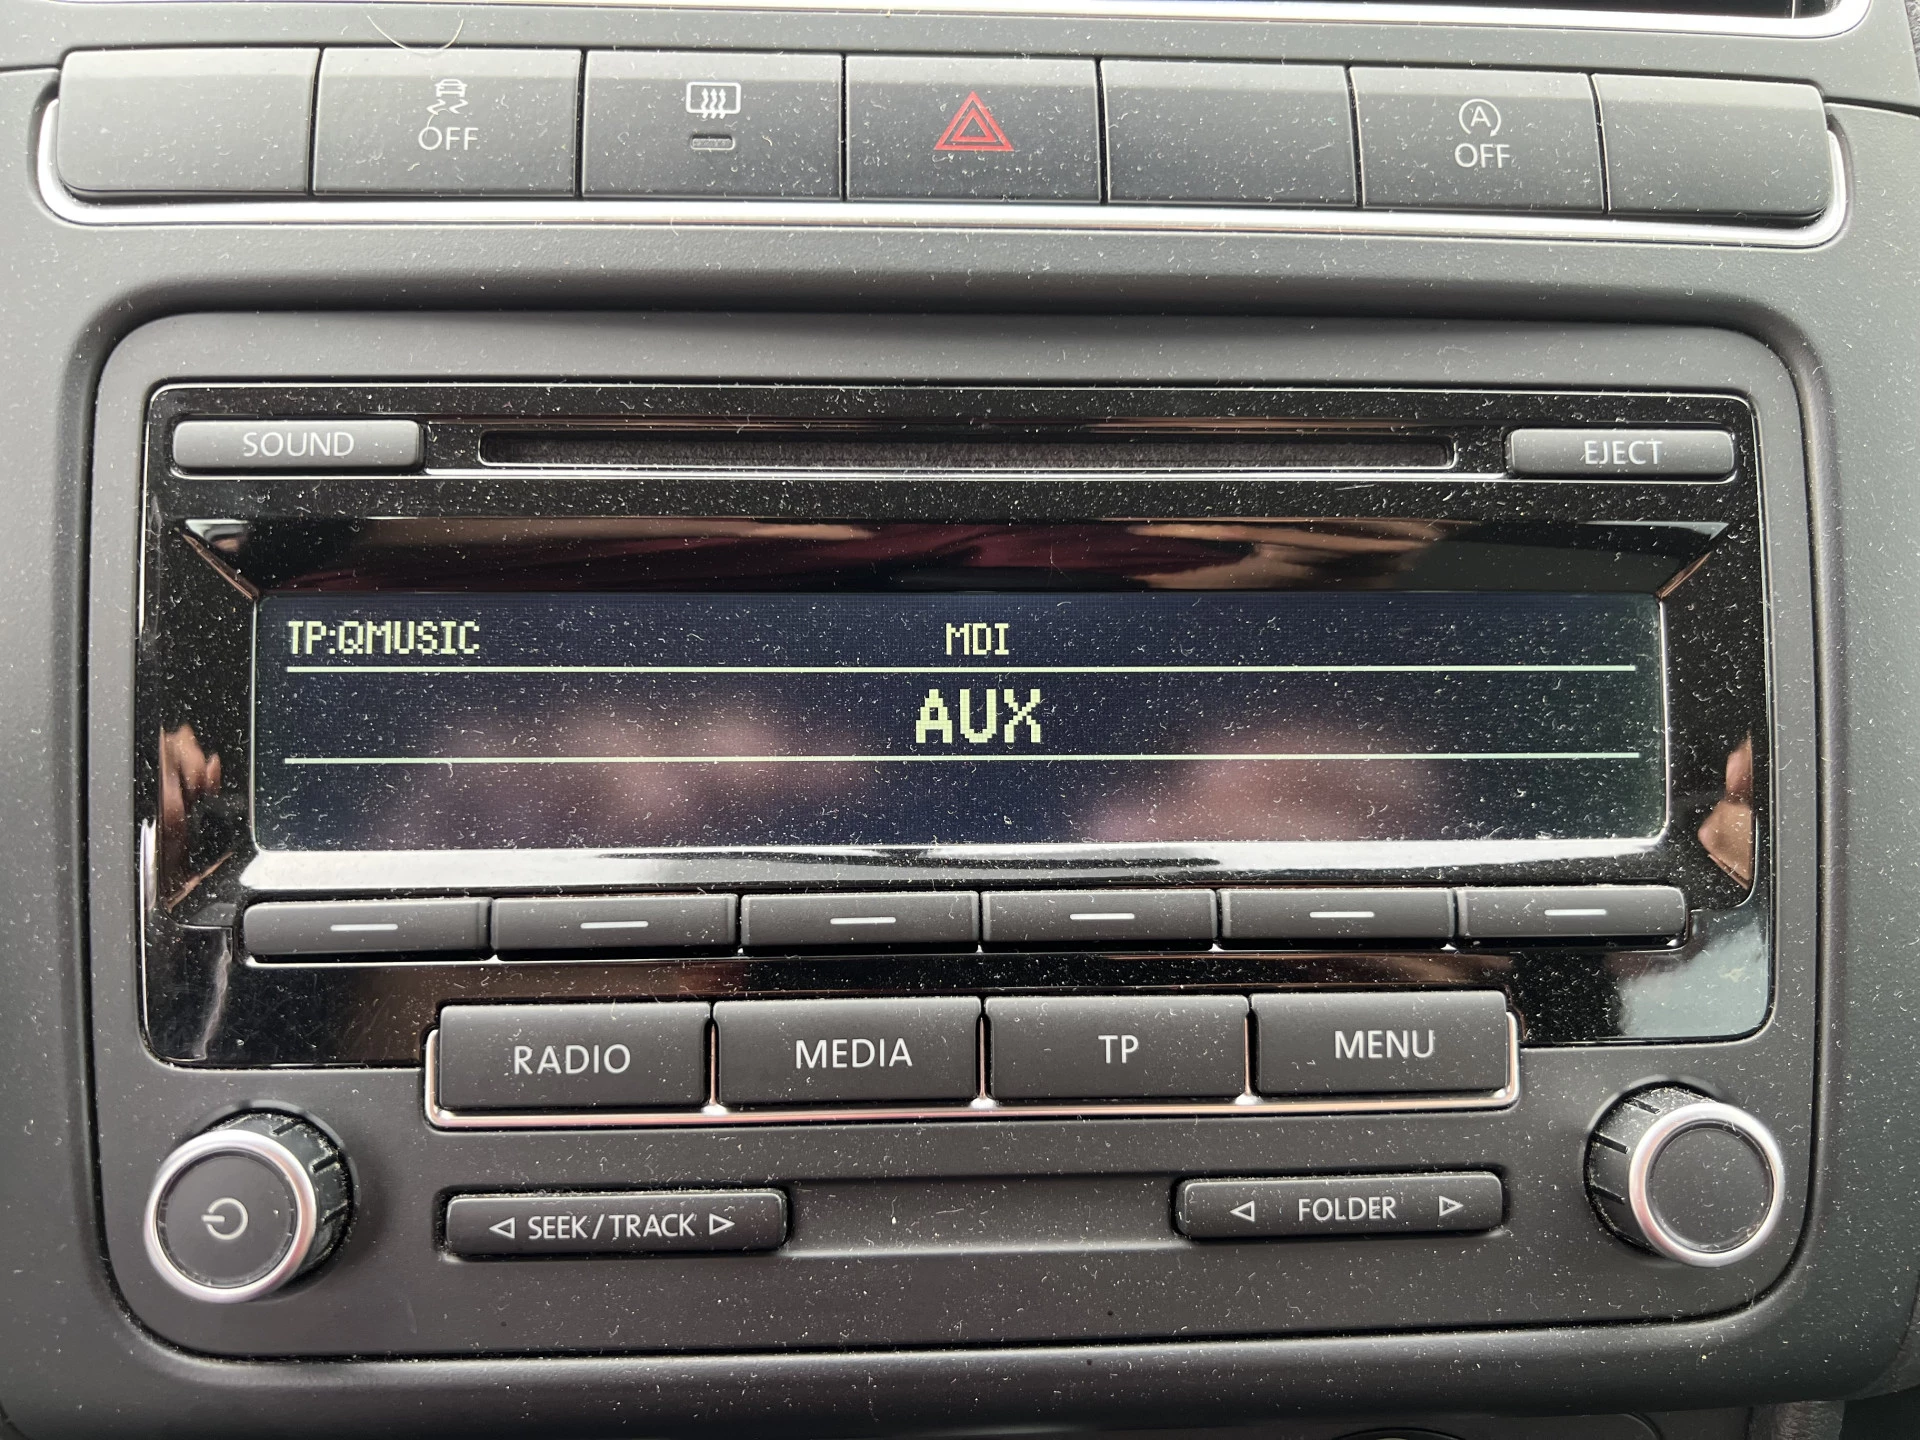 OFF
A
OFF
SOUND
EJECT
TP:QMUSIC MDI
AUX
RADIO MEDIA TP MENU
SEEK/TRACK
FOLDER